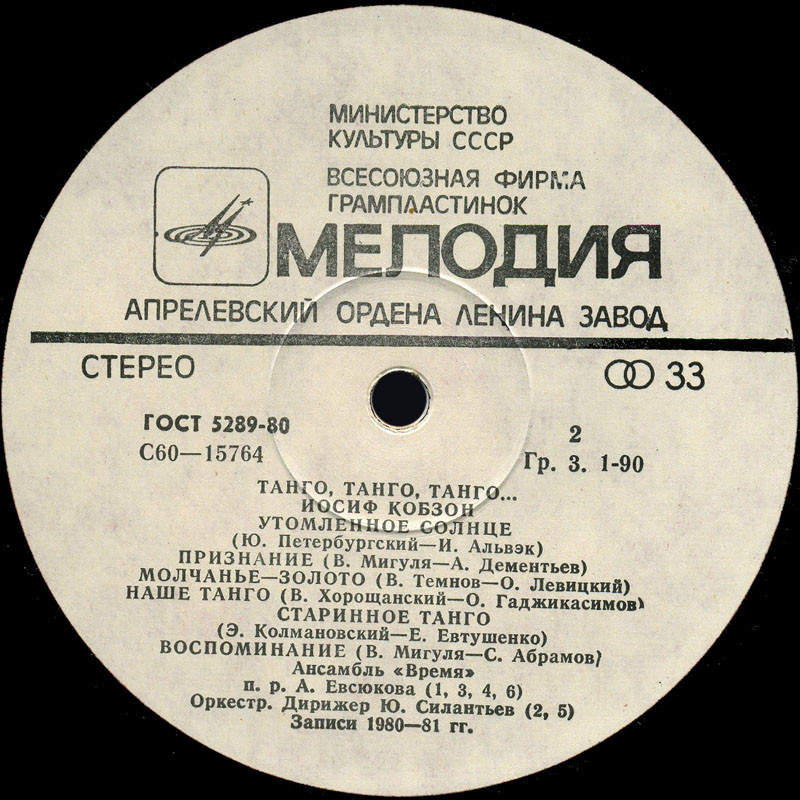 МИНИСТЕРСТВО
КУЛЬТУРЫ СССР
ВСЕСОЮЗНАЯ ФИРМА
ГРАМПЛАСТИНОК
МЕЛОДИЯ
АПРЕЛЕВСКИЙ ОРДЕНА ЛЕНИНА ЗАВОД
СТЕРЕО
33
ГОСТ 5289-80
2
С60—15764
Гр. 3. 1-90
ТАНГО, ТАНГО, ТАНГО...
ИОСИФ КОБЗОН
УТОМЛЕННОЕ СОЛНЦЕ
(Ю. Петербургский—И. Альвэк)
ПРИЗНАНИЕ (В. Мигуля—А. Дементьев)
МОЛЧАНЬЕ—ЗОЛОТО (В. Темнов—О. Левицкий)
НАШЕ ТАНГО (В. Хорощанский—О. Гаджикасимов)
СТАРИННОЕ ТАНГО
(Э. Колмановский—Е. Евтушенко)
ВОСПОМИНАНИЕ (В. Мигуля—С. Абрамов)
Ансамбль «Время»
п. р. А. Евсюкова (1, 3, 4, 6)
Оркестр. Дирижер Ю. Силантьев (2, 5)
Записи 1980—81 гг.